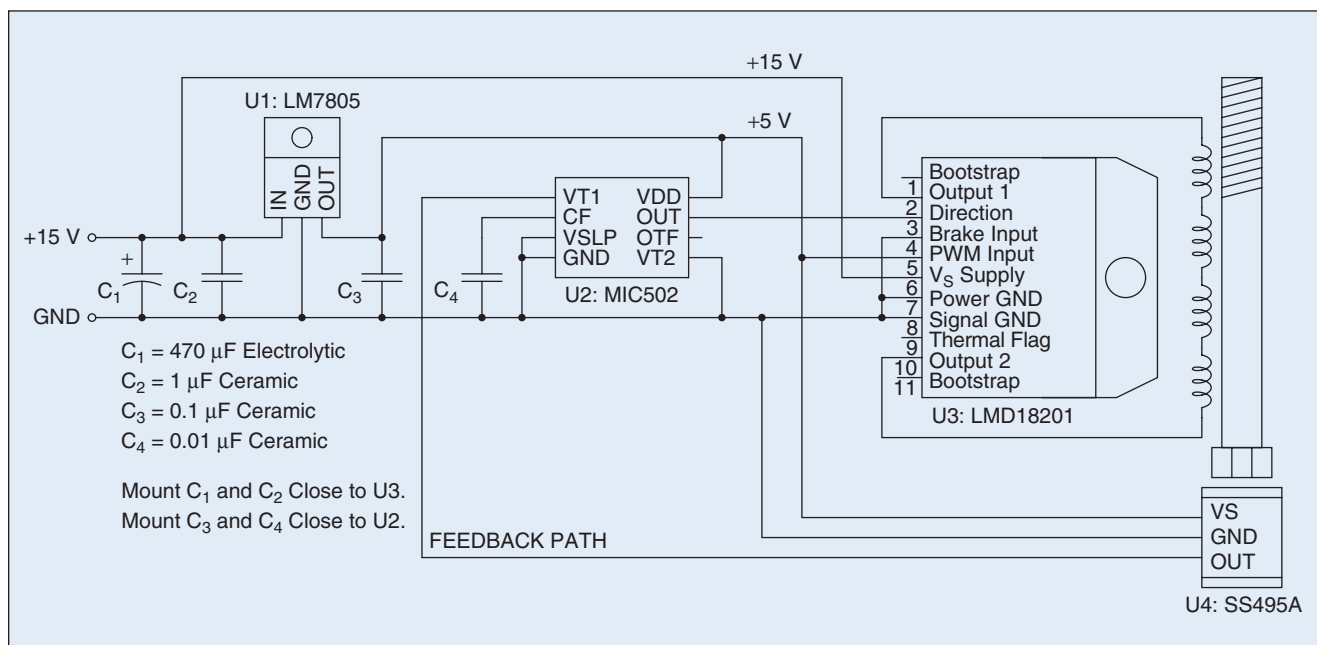 +15 V
U1: LM7805
+5 V
IN
GND
OUT
VT1 VDD
CF OUT
VSLP OTF
GND VT2
U2: MIC502
Bootstrap
1 Output 1
2 Direction
3 Brake Input
4 PWM Input
5 VS Supply
6 Power GND
7 Signal GND
8 Thermal Flag
9 Output 2
10 Bootstrap
11
U3: LMD18201
+15 V
+
C1
C2
C3
C4
GND
C1 = 470 μF Electrolytic
C2 = 1 μF Ceramic
C3 = 0.1 μF Ceramic
C4 = 0.01 μF Ceramic
Mount C1 and C2 Close to U3.
Mount C3 and C4 Close to U2.
FEEDBACK PATH
VS
GND
OUT
U4: SS495A